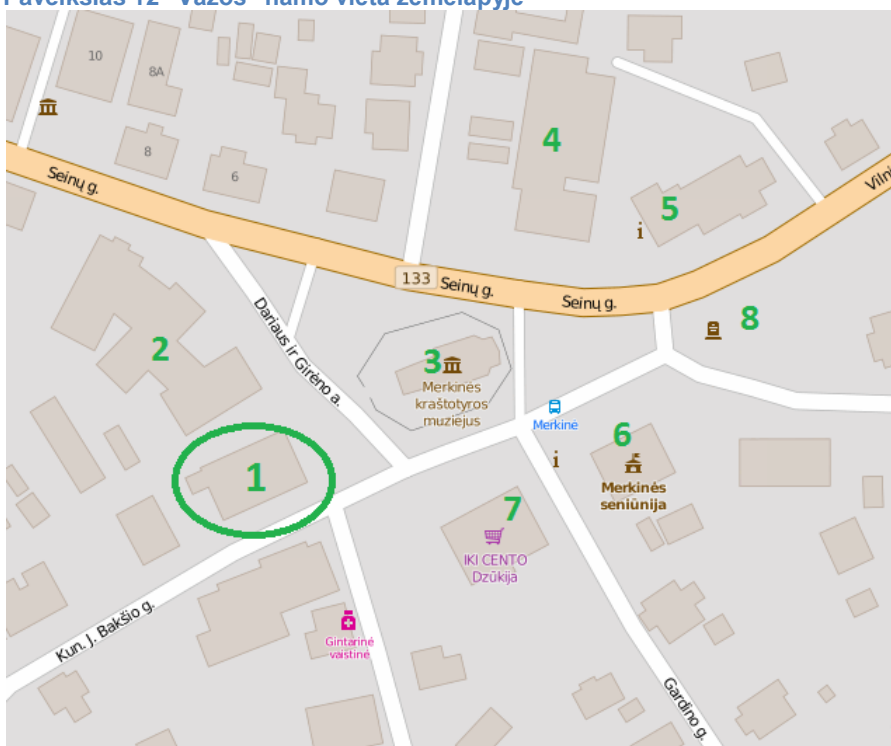 Paveikslas 12 "Vazos" namo vieta žemėlapyje
10
8A
8
6
4
5
i
Seinų g.
Vilni
133
Seinų g.
Seinų g.
8
Dariaus ir Girėno a.
2
3
Merkinės
kraštotyros
muziejus
Merkinė
6
i
Merkinės
seniūnija
1
7
IKI CENTO
Dzūkija
Kun. J. Bakšio g.
Gintarinė
vaistinė
Gardino g.